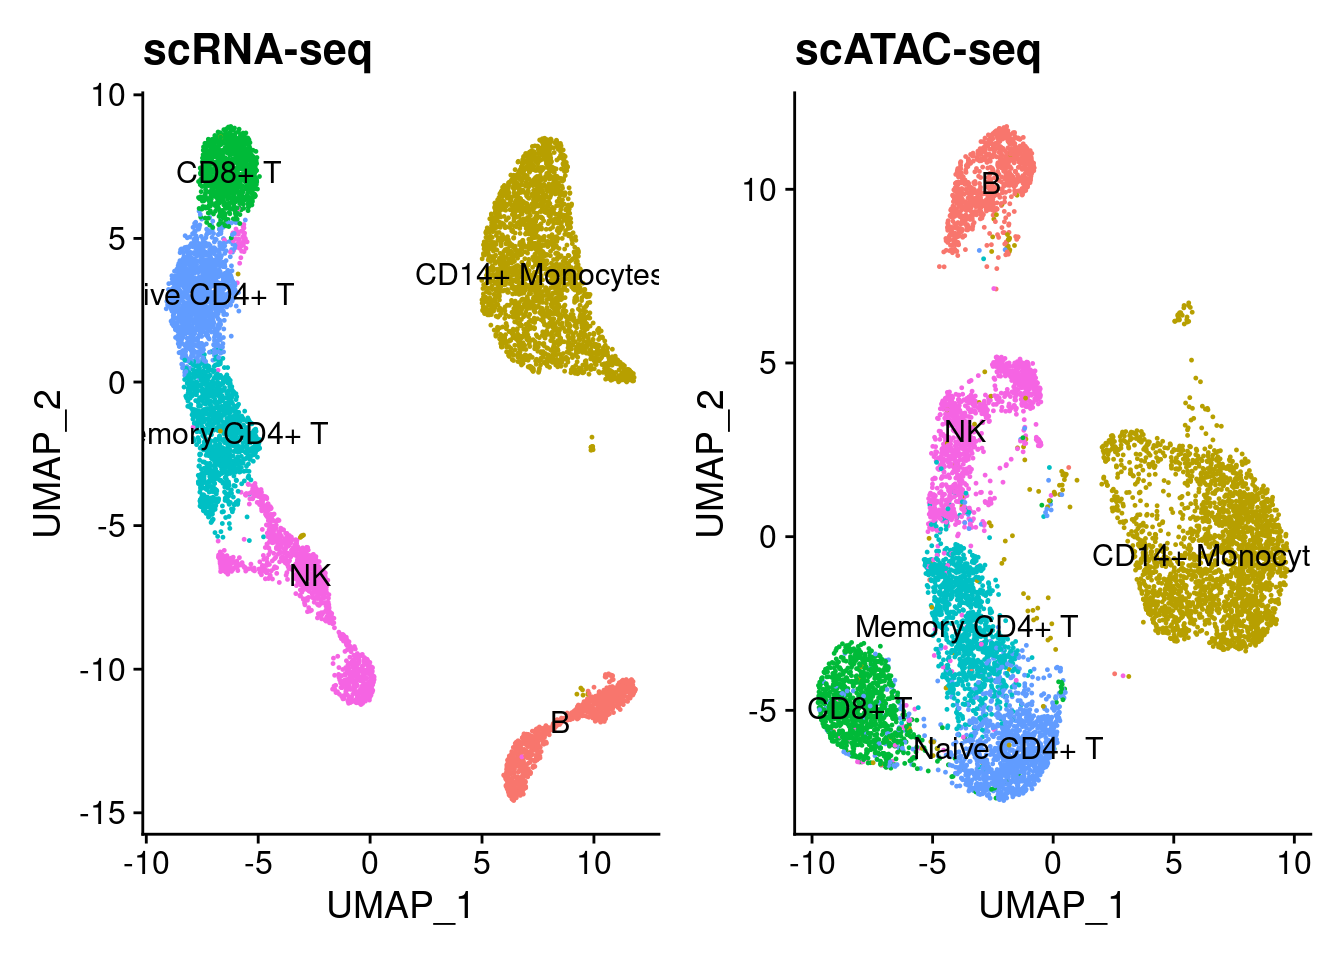 scRNA-seq
10
5
0
-5
-10
-15
-10
-5
0
5
10
UMAP_1
UMAP_2
CD8+ T
ive CD4+ T
emory CD4+ T
NK
CD14+ Monocytes
B
scATAC-seq
10
5
0
-5
-10
-5
0
5
10
UMAP_1
UMAP_2
B
NK
CD14+ Monocyt
Memory CD4+ T
CD8+ T
Naive CD4+ T